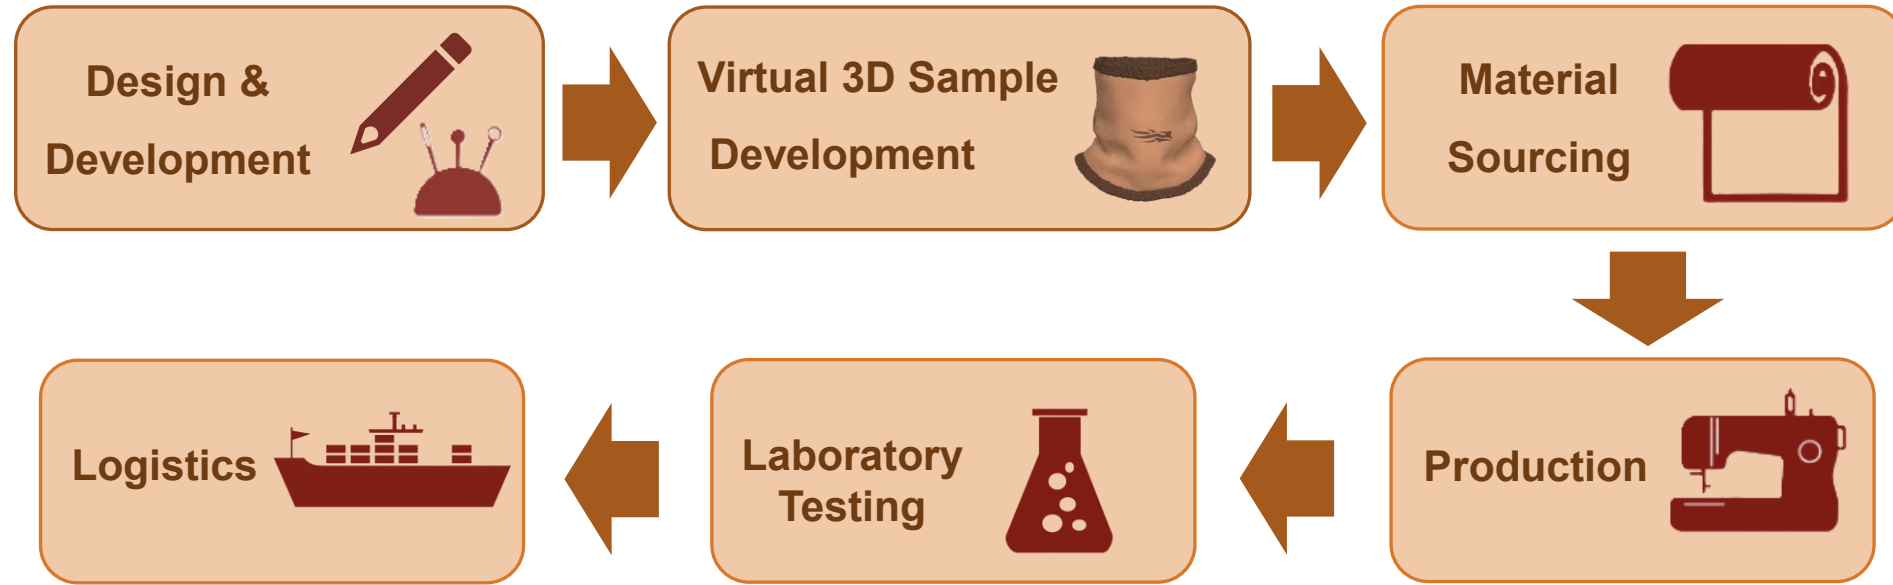 Design &
Development
Virtual 3D Sample
Development
Material
Sourcing
Production
Laboratory
Testing
Logistics